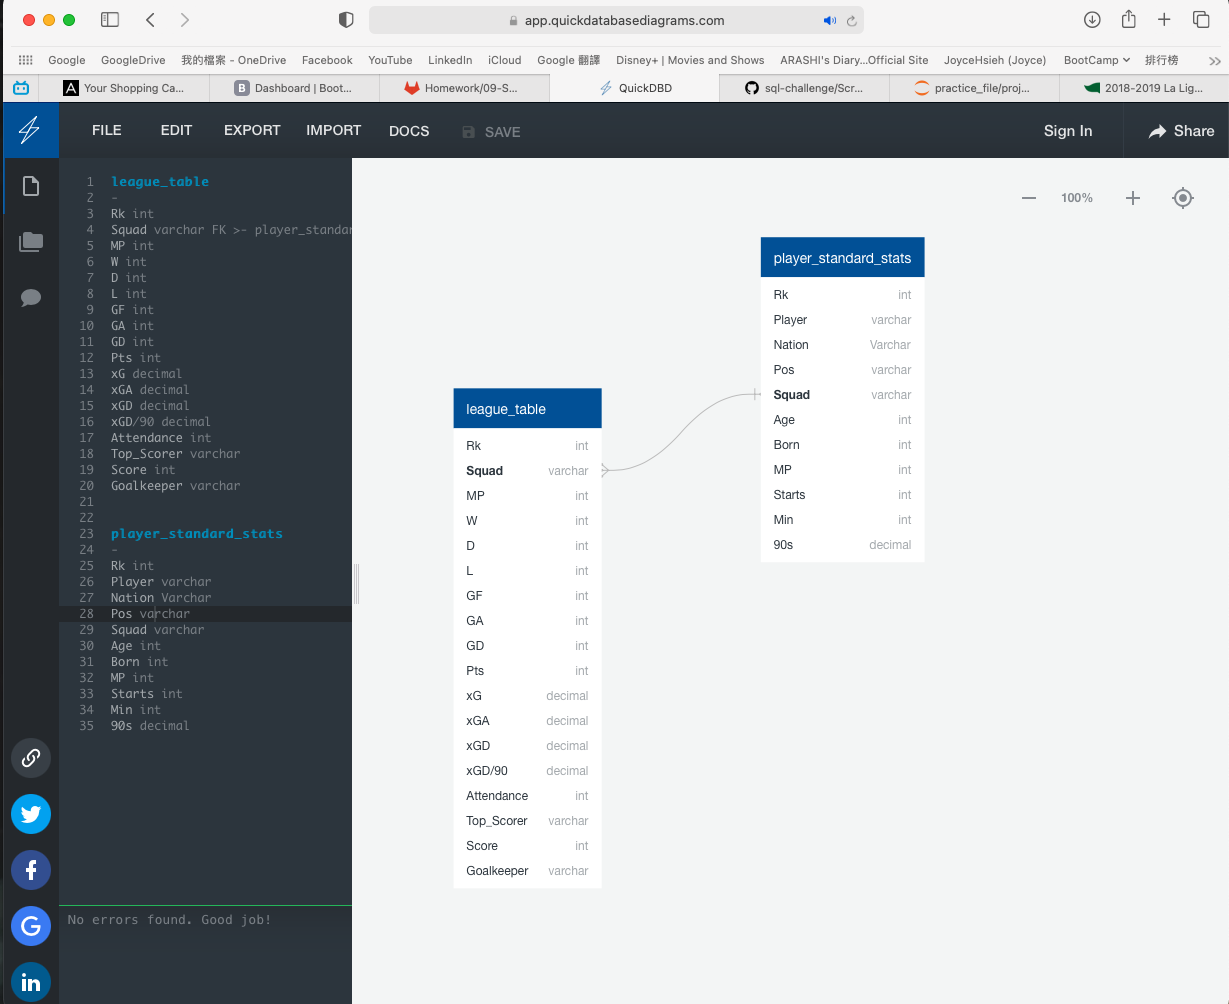 app.quickdatabasediagrams.com
Google GoogleDrive 我的檔案 - OneDrive Facebook YouTube LinkedIn iCloud Google 翻譯 Disney+ | Movies and Shows ARASHI's Diary...Official Site JoyceHsieh (Joyce) BootCamp 排行榜
A Your Shopping Ca... B Dashboard | Boot... Homework/09-S... QuickDBD sql-challenge/Scr... practice_file/proj... 2018-2019 La Lig...
FILE EDIT EXPORT IMPORT DOCS SAVE Sign In Share
1 league_table
2 -
3 Rk int
4 Squad varchar FK >- player_standar
5 MP int
6 W int
7 D int
8 L int
9 GF int
10 GA int
11 GD int
12 Pts int
13 xG decimal
14 xGA decimal
15 xGD decimal
16 xGD/90 decimal
17 Attendance int
18 Top_Scorer varchar
19 Score int
20 Goalkeeper varchar
21
22
23 player_standard_stats
24 -
25 Rk int
26 Player varchar
27 Nation Varchar
28 Pos varchar
29 Squad varchar
30 Age int
31 Born int
32 MP int
33 Starts int
34 Min int
35 90s decimal
No errors found. Good job!
100%
league_table
Rk int
Squad varchar
MP int
W int
D int
L int
GF int
GA int
GD int
Pts int
xG decimal
xGA decimal
xGD decimal
xGD/90 decimal
Attendance int
Top_Scorer varchar
Score int
Goalkeeper varchar
player_standard_stats
Rk int
Player varchar
Nation Varchar
Pos varchar
Squad varchar
Age int
Born int
MP int
Starts int
Min int
90s decimal
f
G
in